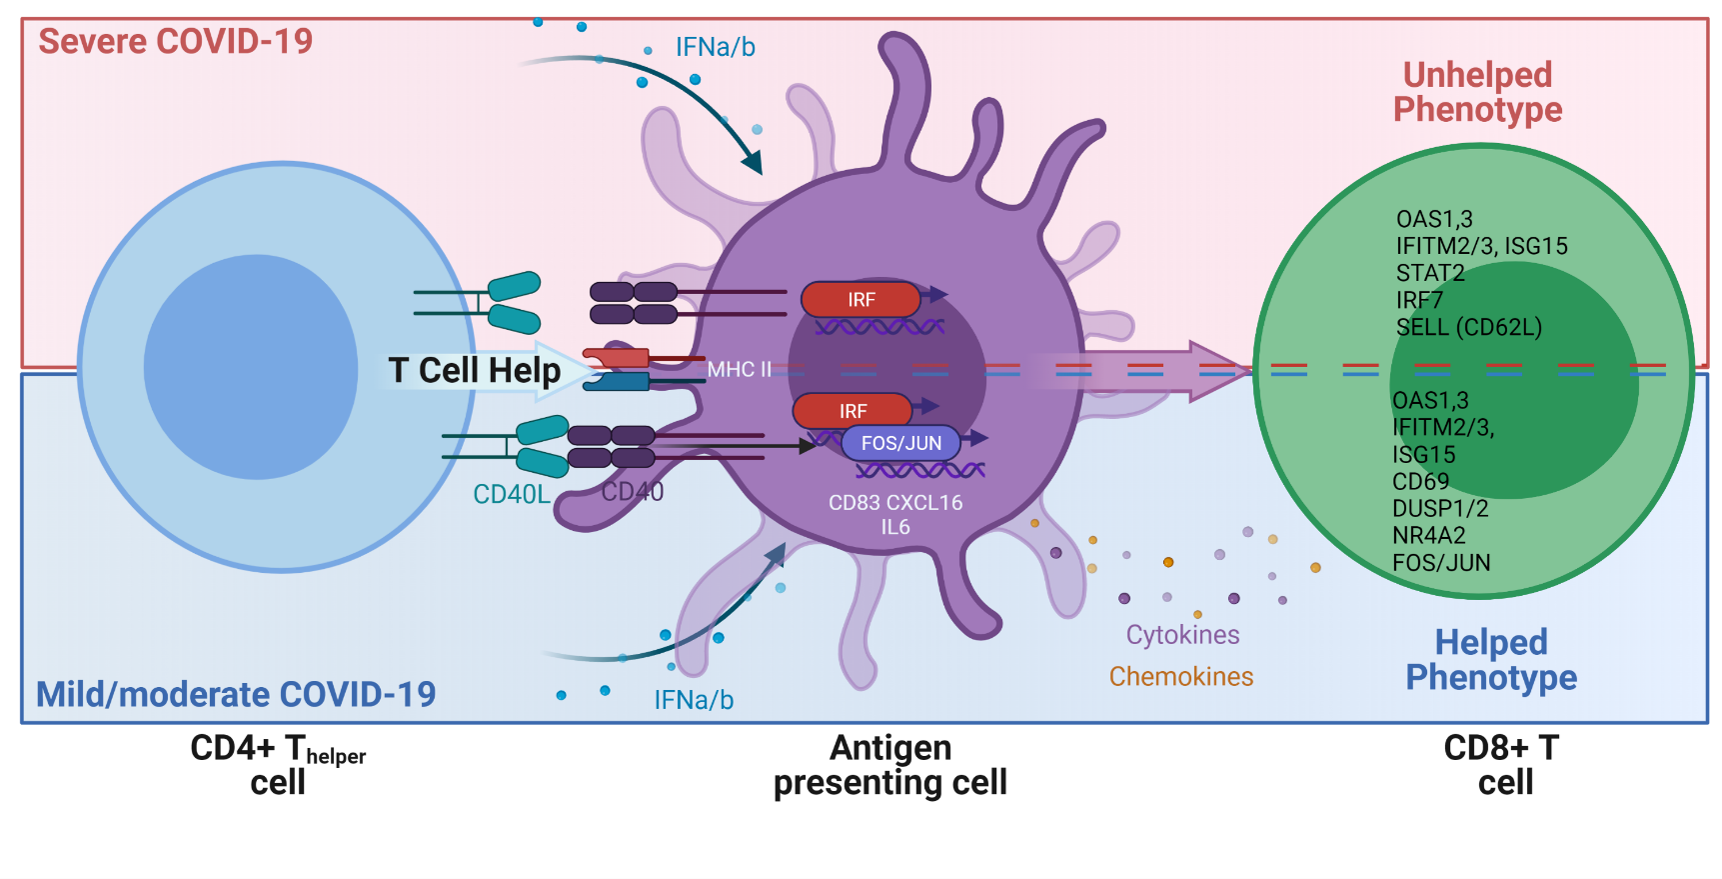 Severe COVID-19
IFNa/b
Unhelped
Phenotype
OAS1,3
IFITM2/3, ISG15
STAT2
IRF7
SELL (CD62L)
IRF
T Cell Help
MHC II
IRF
FOS/JUN
CD40L
CD40
CD83 CXCL16
IL6
OAS1,3
IFITM2/3,
ISG15
CD69
DUSP1/2
NR4A2
FOS/JUN
Cytokines
Chemokines
Helped
Phenotype
Mild/moderate COVID-19
IFNa/b
CD4+ Thelper
cell
Antigen
presenting cell
CD8+ T
cell